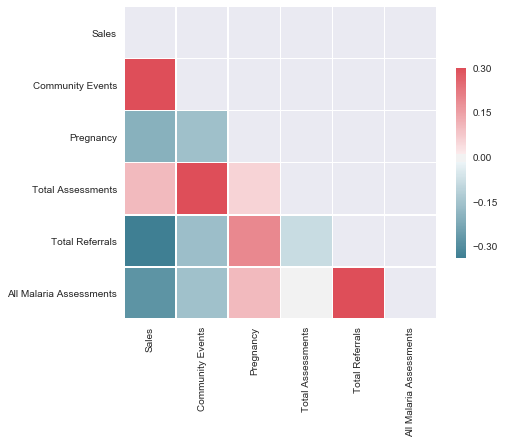 Sales
Community Events
Pregnancy
Total Assessments
Total Referrals
All Malaria Assessments
0.30
0.15
0.00
−0.15
−0.30
Sales
Community Events
Pregnancy
Total Assessments
Total Referrals
All Malaria Assessments